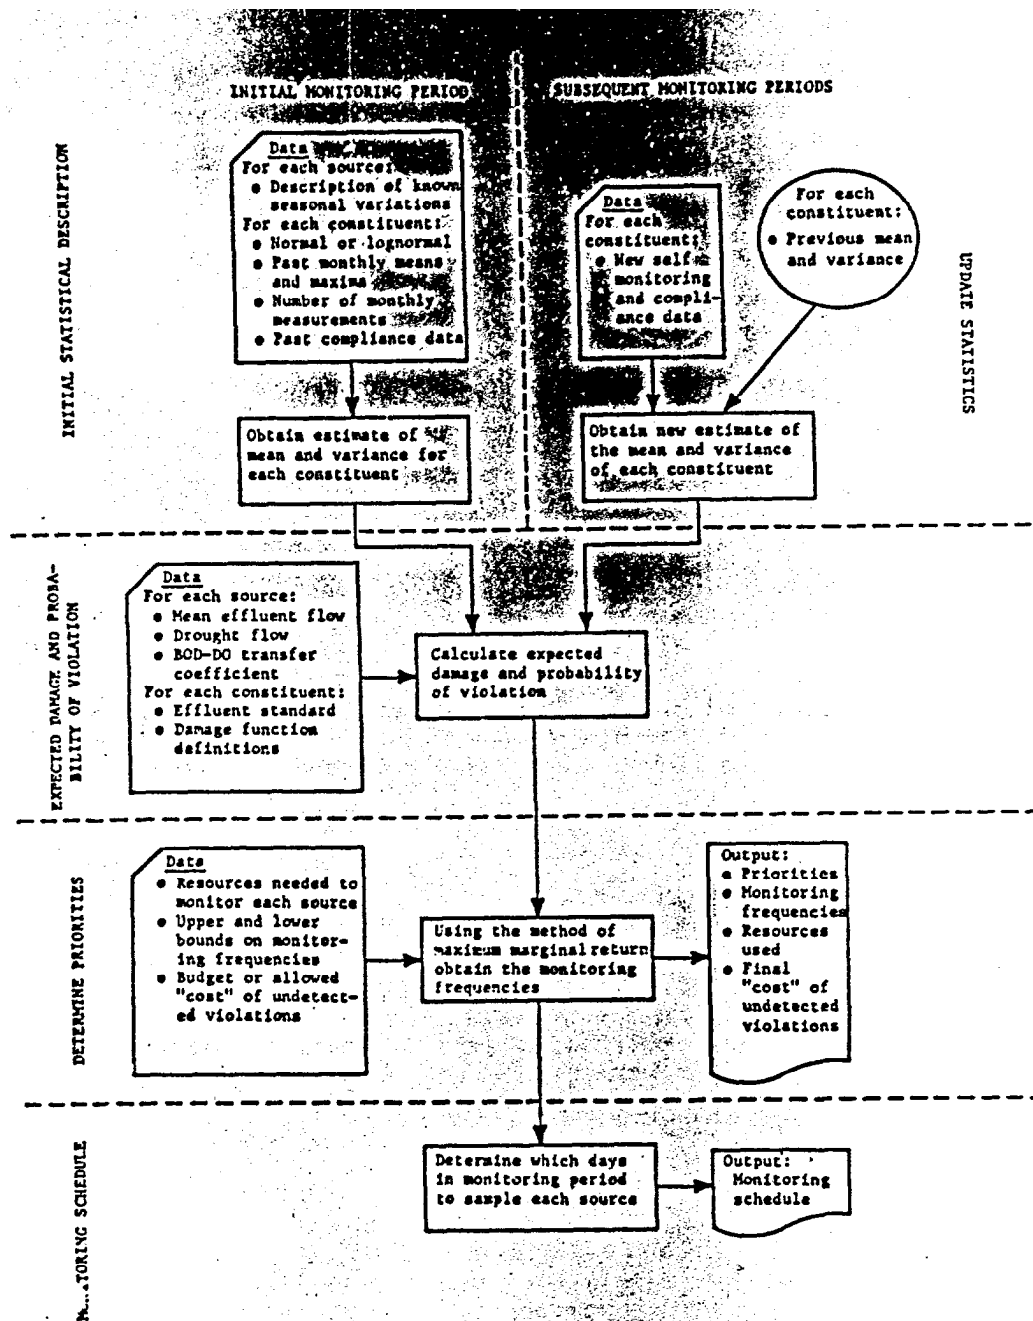 INITIAL MONITORING PERIOD
SUBSEQUENT MONITORING PERIODS
INITIAL STATISTICAL DESCRIPTION
Data
For each source:
● Description of known
seasonal variations
For each constituent:
● Normal or lognormal
● Past monthly means
and maxima
● Number of monthly
measurements
● Past compliance data
Data
For each
constituent:
● New self-
monitoring
and compli-
ance data
For each
constituent:
● Previous mean
and variance
UPDATE STATISTICS
Obtain estimate of
mean and variance for
each constituent
Obtain new estimate of
the mean and variance
of each constituent
EXPECTED DAMAGE AND PROBA-
BILITY OF VIOLATION
Data
For each source:
● Mean effluent flow
● Drought flow
● BOD-DO transfer
coefficient
For each constituent:
● Effluent standard
● Damage function
definitions
Calculate expected
damage and probability
of violation
DETERMINE PRIORITIES
Data
● Resources needed to
monitor each source
● Upper and lower
bounds on monitor-
ing frequencies
● Budget or allowed
"cost" of undetect-
ed violations
Using the method of
maximum marginal return
obtain the monitoring
frequencies
Output:
● Priorities
● Monitoring
frequencies
● Resources
used
● Final
"cost" of
undetected
violations
TORING SCHEDULE
Determine which days
in monitoring period
to sample each source
Output:
Monitoring
schedule